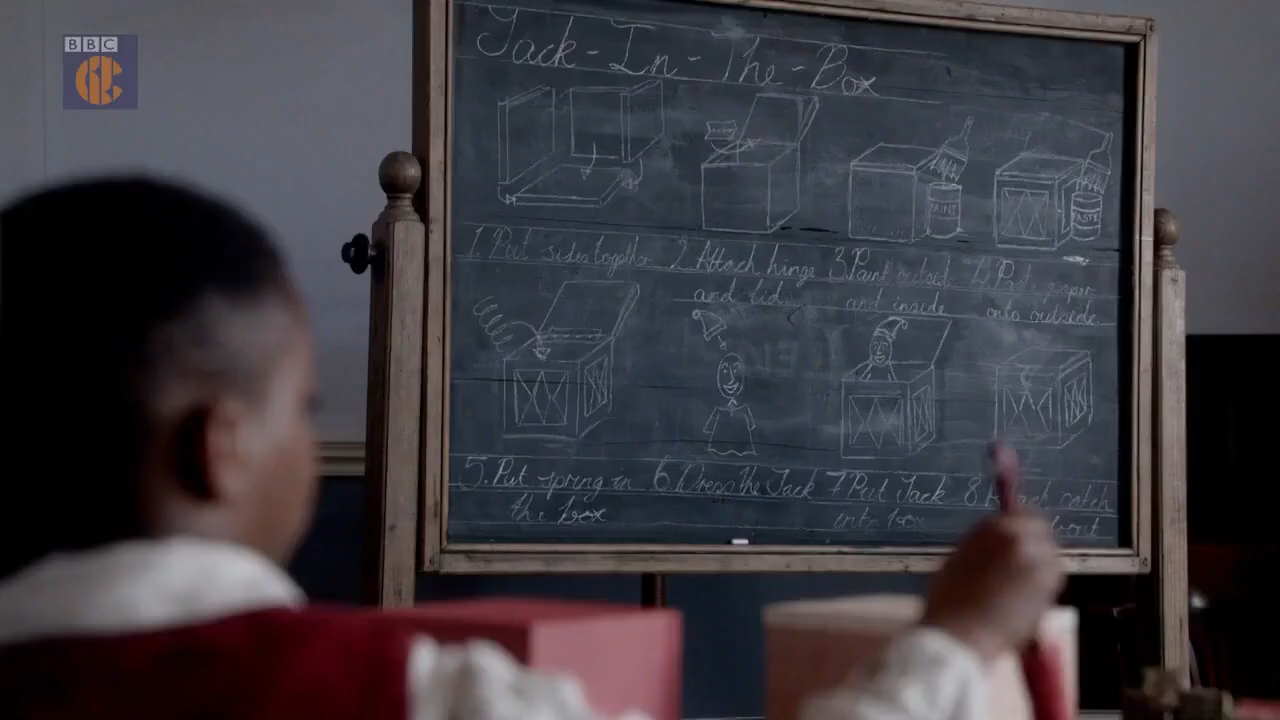 BBC
Jack-In-The-Box
PAINT
PASTE
1. Put sides together 2. Attach hinge 3. Paint outside 4. Put paper
and lid. and inside onto outside.
5. Put spring in 6. Dress the Jack 7. Put Jack 8. catch
the box into box